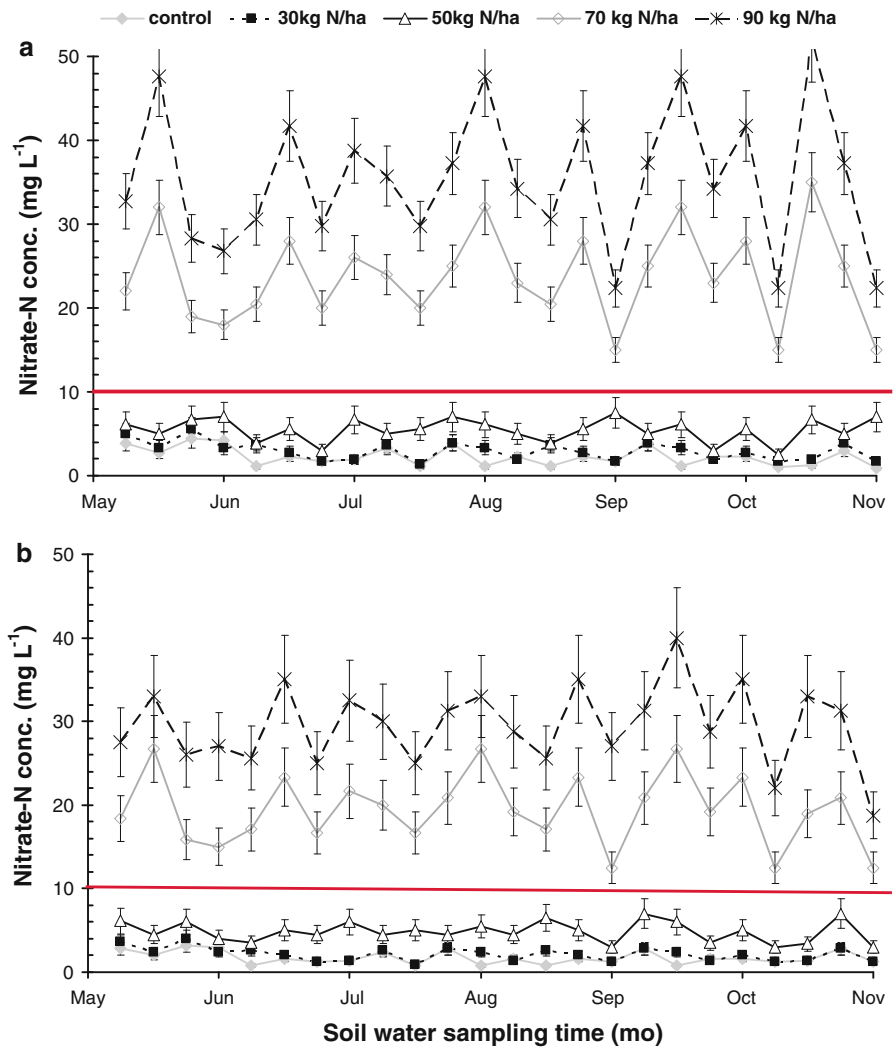 control 30kg N/ha 50kg N/ha 70 kg N/ha 90 kg N/ha
a
Nitrate-N conc. (mg L-1)
50
40
30
20
10
0
May Jun Jul Aug Sep Oct Nov
b
Nitrate-N conc. (mg L-1)
50
40
30
20
10
0
May Jun Jul Aug Sep Oct Nov
Soil water sampling time (mo)